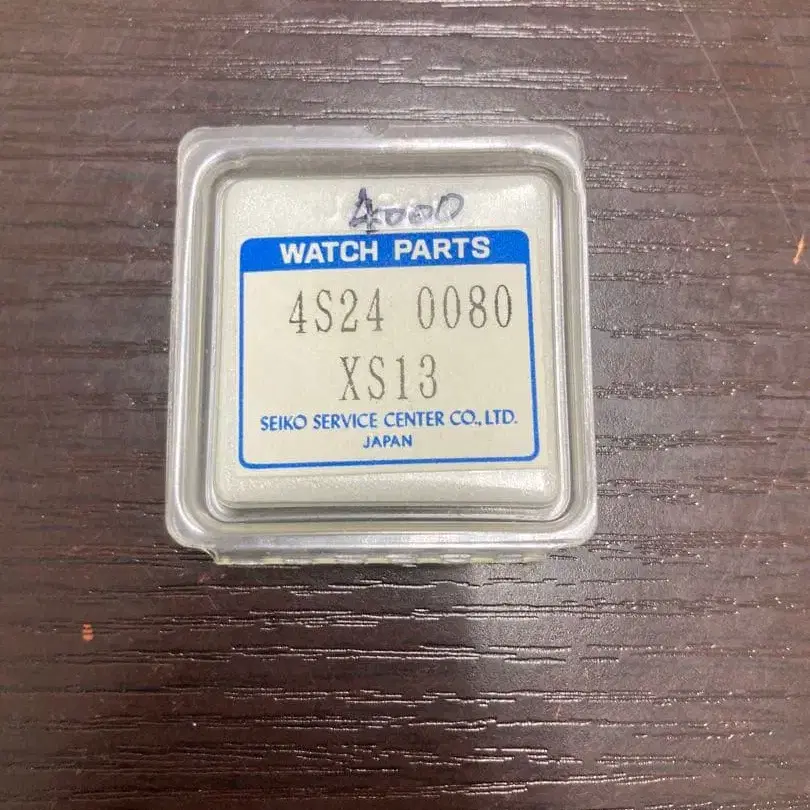 4000
WATCH PARTS
4S24 0080
XS13
SEIKO SERVICE CENTER CO., LTD.
JAPAN